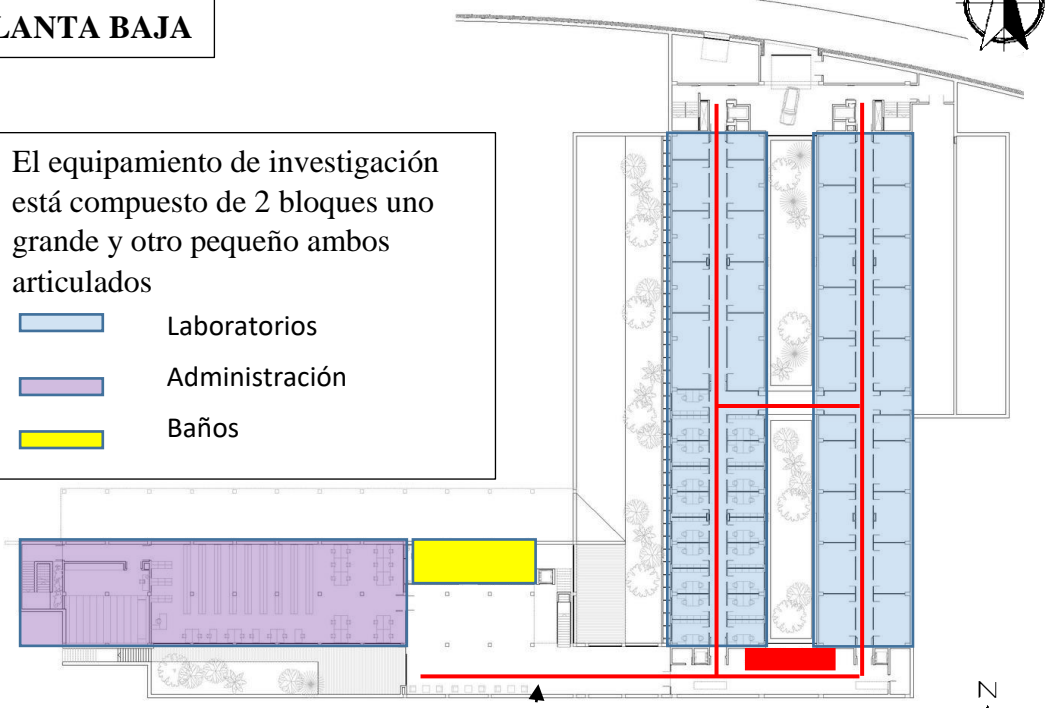 LANTA BAJA
El equipamiento de investigación
está compuesto de 2 bloques uno
grande y otro pequeño ambos
articulados
Laboratorios
Administración
Baños
N